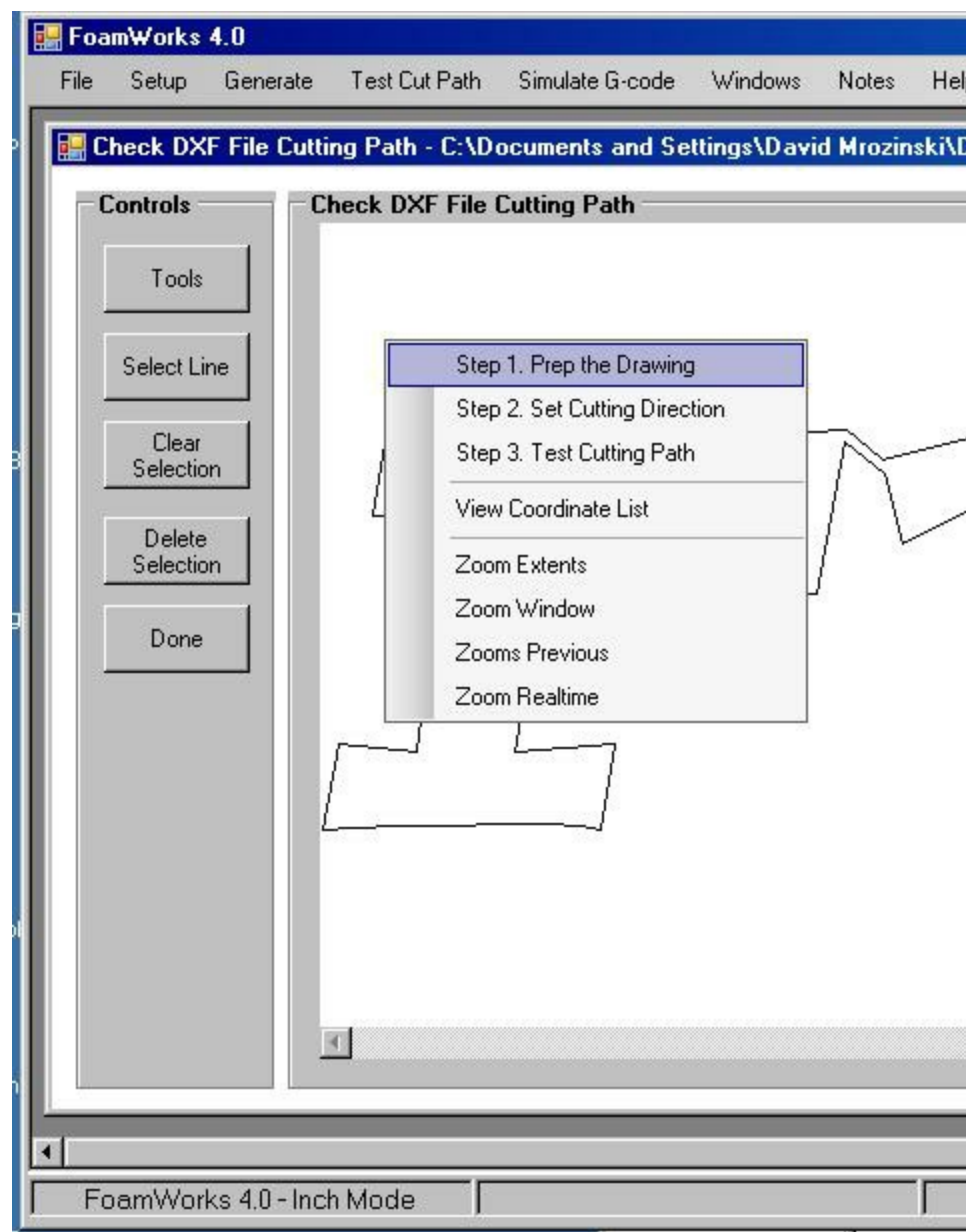 FoamWorks 4.0
File Setup Generate Test Cut Path Simulate G-code Windows Notes Hel
Check DXF File Cutting Path - C:\Documents and Settings\David Mrozinski\D
Controls
Check DXF File Cutting Path
Tools
Select Line
Clear
Selection
Delete
Selection
Done
Step 1. Prep the Drawing
Step 2. Set Cutting Direction
Step 3. Test Cutting Path
View Coordinate List
Zoom Extents
Zoom Window
Zooms Previous
Zoom Realtime
FoamWorks 4.0 - Inch Mode